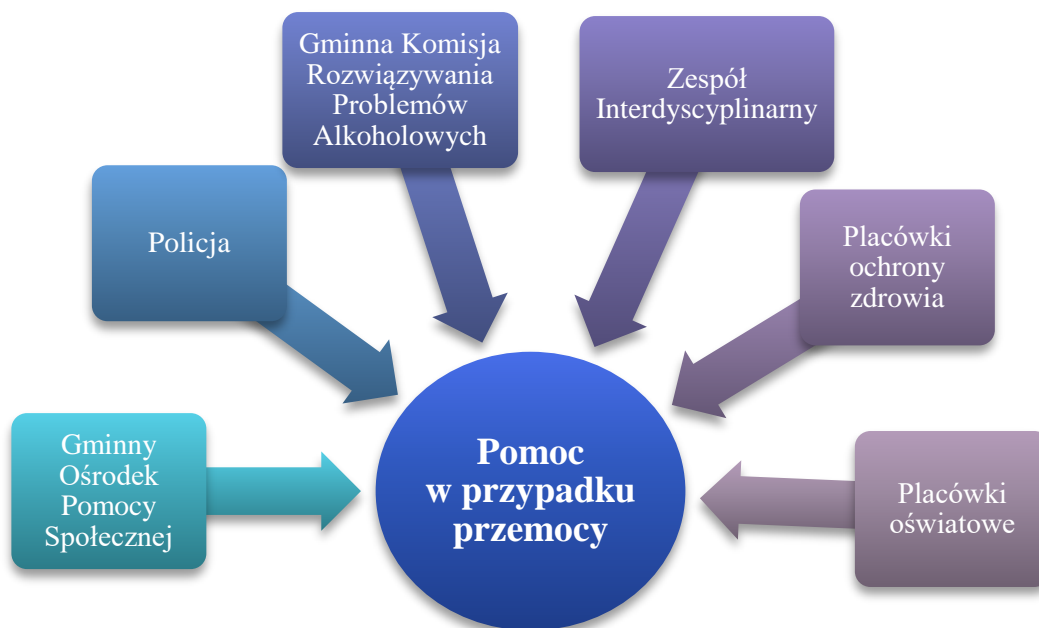 Gminna Komisja
Rozwiązywania
Problemów
Alkoholowych
Zespół
Interdyscyplinarny
Policja
Placówki
ochrony
zdrowia
Gminny
Ośrodek
Pomocy
Społecznej
Pomoc
w przypadku
przemocy
Placówki
oświatowe